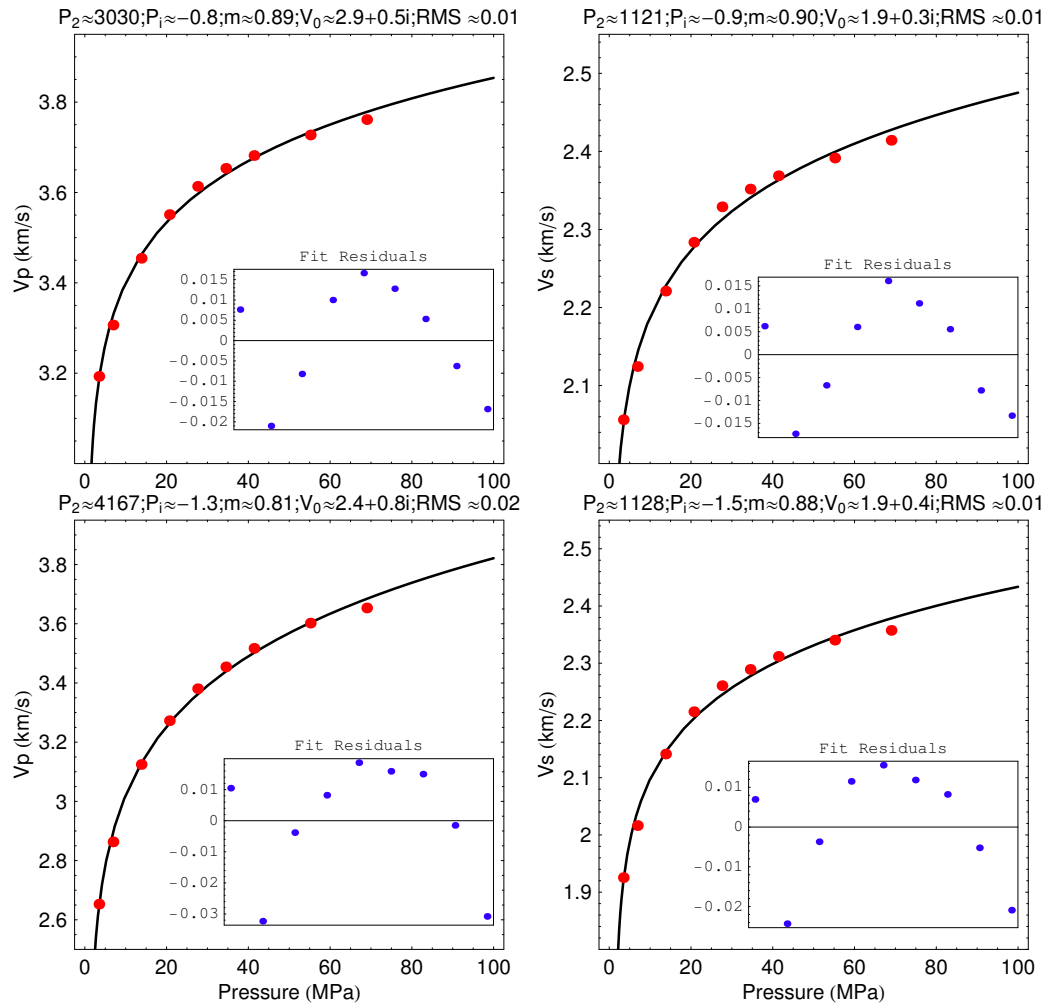 P₂≈3030;Pᵢ≈−0.8;m≈0.89;V₀≈2.9+0.5i;RMS ≈0.01
3.8
3.6
3.4
3.2
Vp (km/s)
Fit Residuals
0.015
0.01
0.005
0
−0.005
−0.01
−0.015
−0.02
0 20 40 60 80 100
P₂≈1121;Pᵢ≈−0.9;m≈0.90;V₀≈1.9+0.3i;RMS ≈0.01
2.5
2.4
2.3
2.2
2.1
Vs (km/s)
Fit Residuals
0.015
0.01
0.005
0
−0.005
−0.01
−0.015
0 20 40 60 80 100
P₂≈4167;Pᵢ≈−1.3;m≈0.81;V₀≈2.4+0.8i;RMS ≈0.02
3.8
3.6
3.4
3.2
3
2.8
2.6
Vp (km/s)
Fit Residuals
0.01
0
−0.01
−0.02
−0.03
0 20 40 60 80 100
Pressure (MPa)
P₂≈1128;Pᵢ≈−1.5;m≈0.88;V₀≈1.9+0.4i;RMS ≈0.01
2.5
2.4
2.3
2.2
2.1
2
1.9
Vs (km/s)
Fit Residuals
0.01
0
−0.01
−0.02
0 20 40 60 80 100
Pressure (MPa)